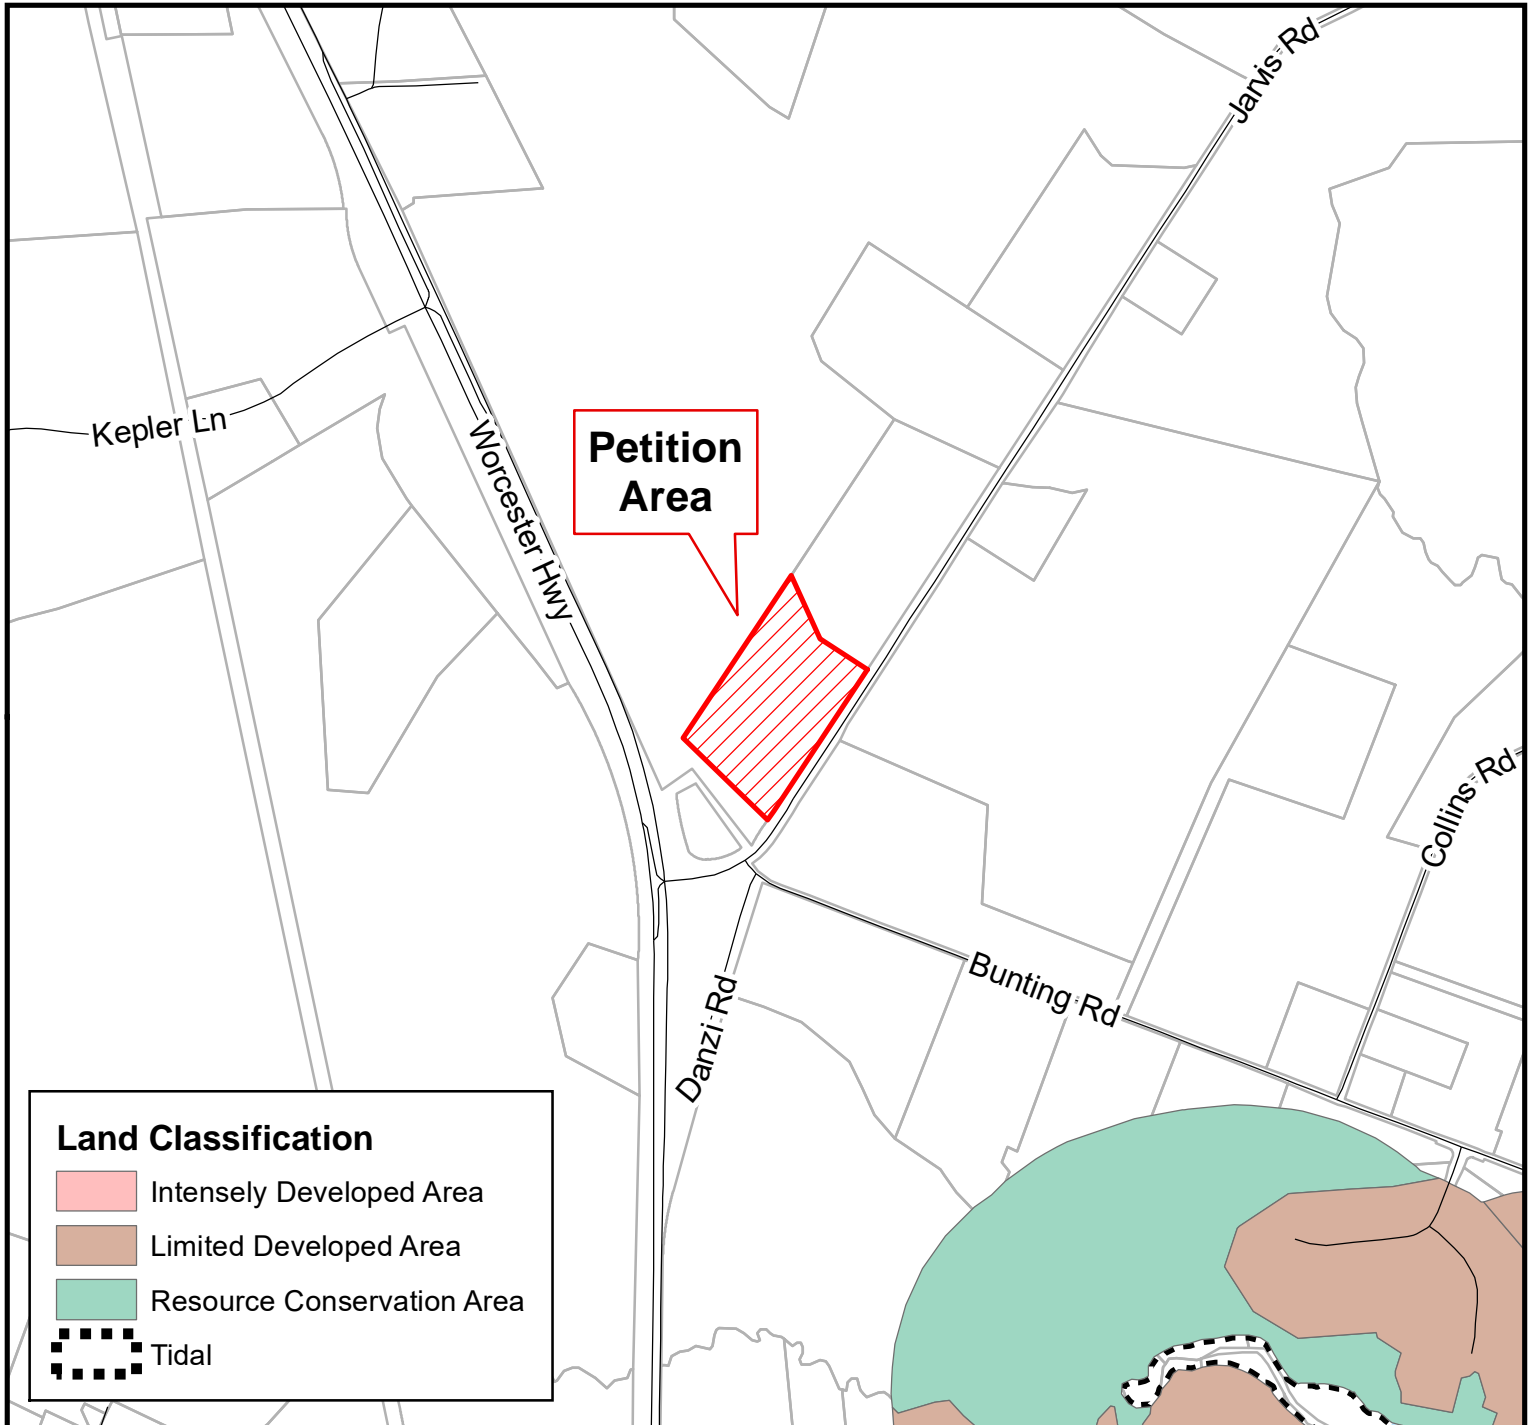 Jarvis Rd
Kepler Ln
Worcester Hwy
Petition
Area
Collins Rd
Bunting Rd
Danzi Rd
Land Classification
Intensely Developed Area
Limited Developed Area
Resource Conservation Area
Tidal